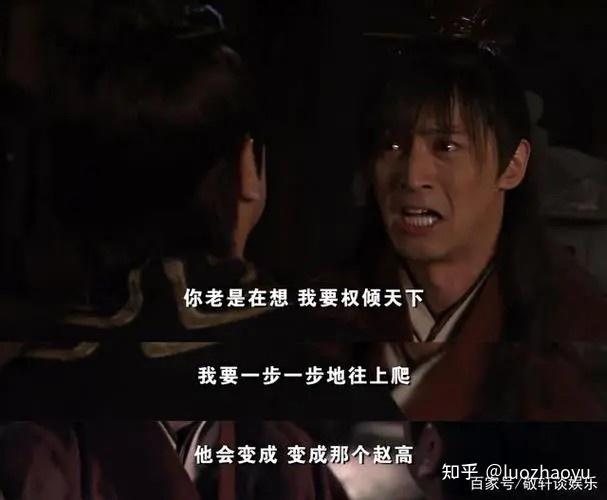 你老是在想 我要权倾天下
我要一步一步地往上爬
他会变成 变成那个赵高
知乎 @luozhaoyu
百家号/敬轩谈娱乐